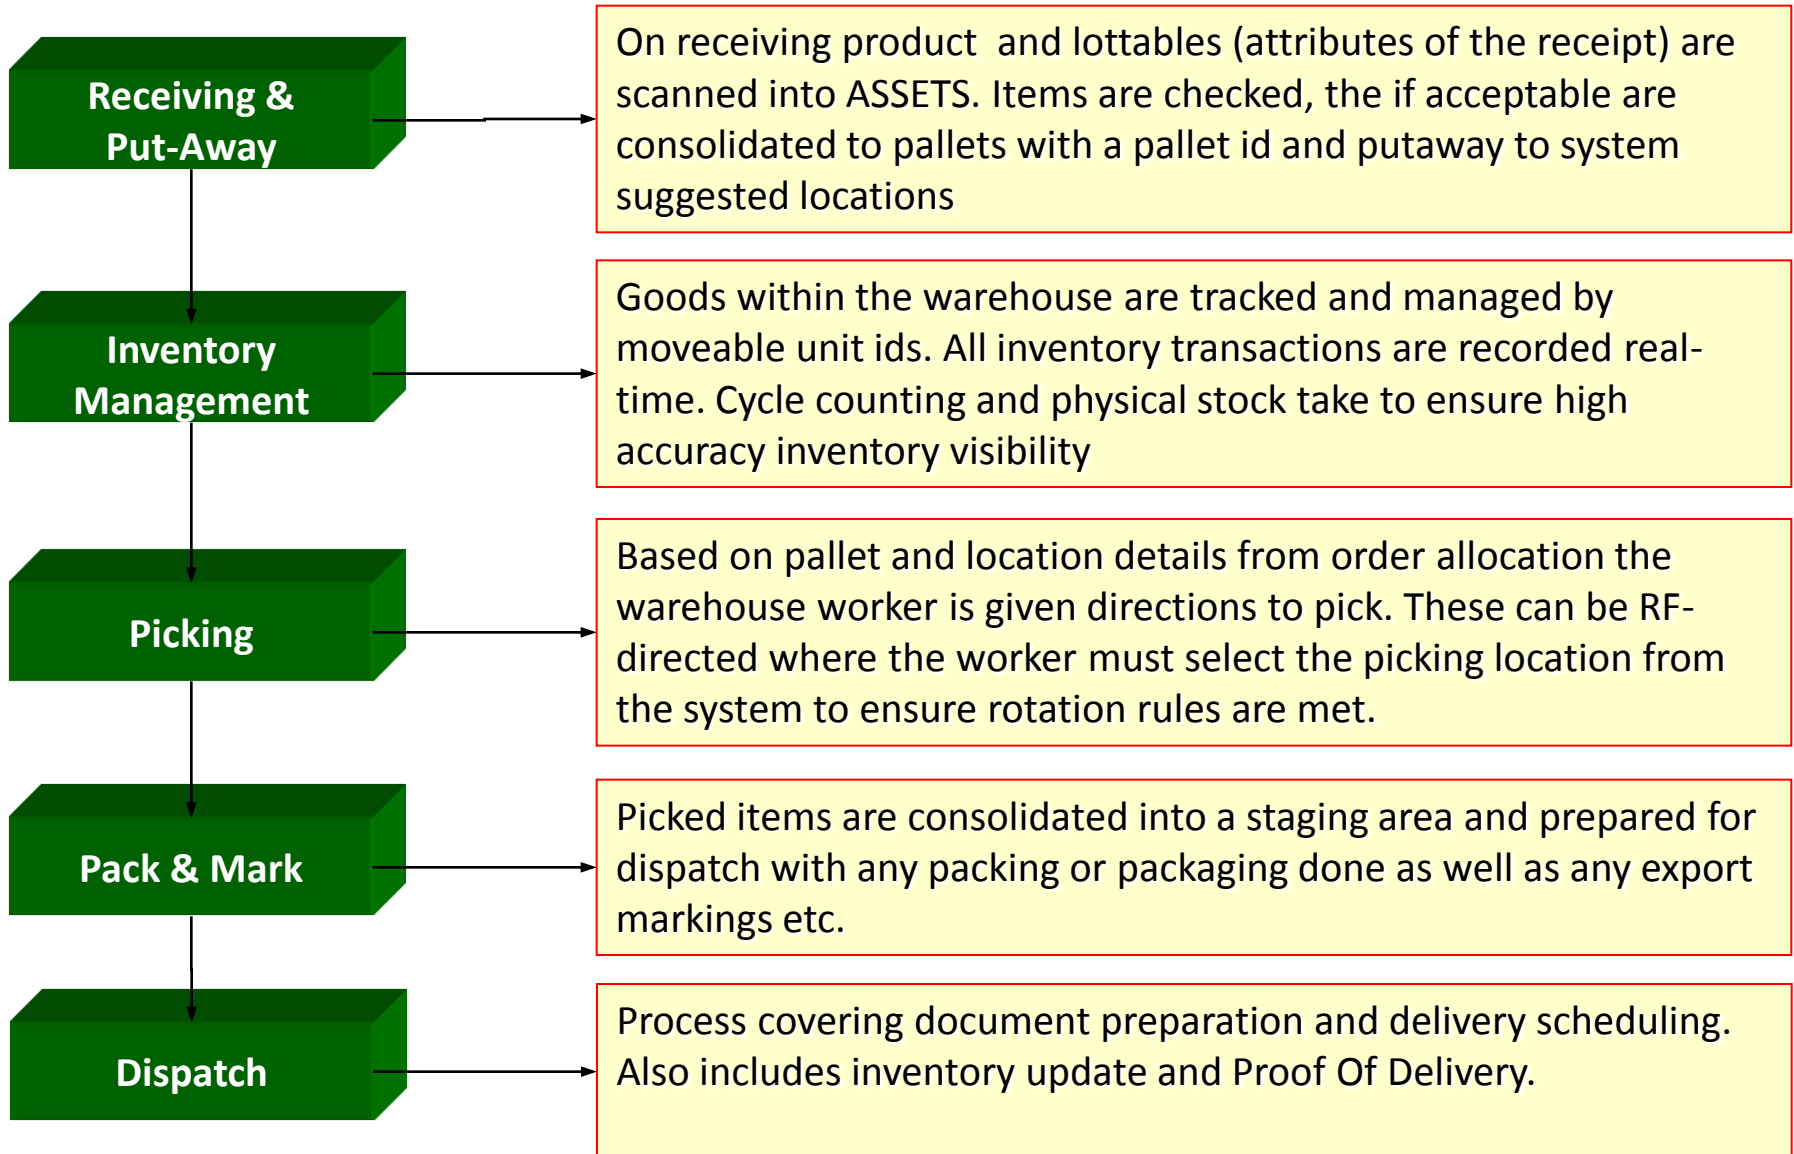 Receiving &
Put-Away
On receiving product  and lottables (attributes of the receipt) are
scanned into ASSETS. Items are checked, the if acceptable are
consolidated to pallets with a pallet id and putaway to system
suggested locations
Inventory
Management
Goods within the warehouse are tracked and managed by
moveable unit ids. All inventory transactions are recorded real-
time. Cycle counting and physical stock take to ensure high
accuracy inventory visibility
Picking
Based on pallet and location details from order allocation the
warehouse worker is given directions to pick. These can be RF-
directed where the worker must select the picking location from
the system to ensure rotation rules are met.
Pack & Mark
Picked items are consolidated into a staging area and prepared for
dispatch with any packing or packaging done as well as any export
markings etc.
Dispatch
Process covering document preparation and delivery scheduling.
Also includes inventory update and Proof Of Delivery.